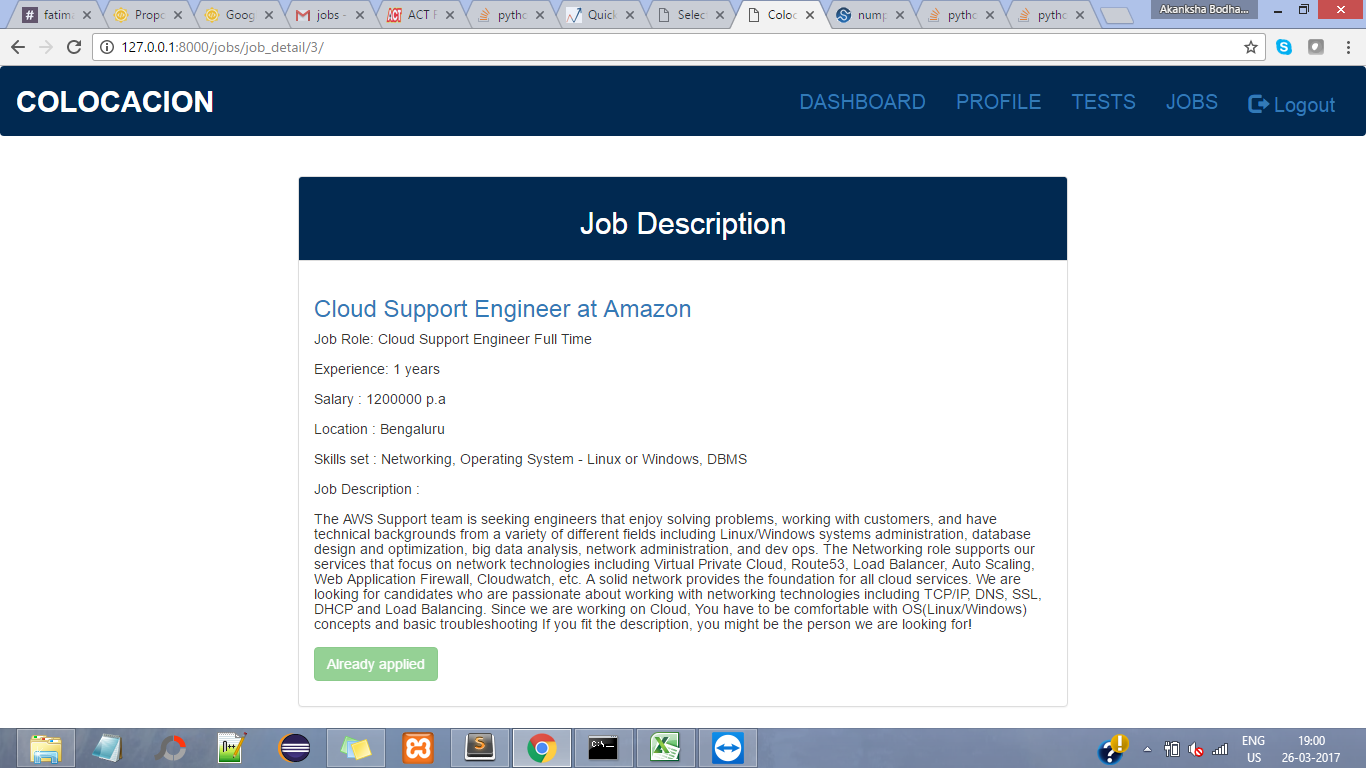 fatima
Propo
Goog
jobs -
ACT F
pytho
Quick
Select
Coloc
nump
pytho
pytho
Akanksha Bodha...
127.0.0.1:8000/jobs/job_detail/3/
COLOCACION
DASHBOARD
PROFILE
TESTS
JOBS
Logout
Job Description
Cloud Support Engineer at Amazon
Job Role: Cloud Support Engineer Full Time
Experience: 1 years
Salary : 1200000 p.a
Location : Bengaluru
Skills set : Networking, Operating System - Linux or Windows, DBMS
Job Description :
The AWS Support team is seeking engineers that enjoy solving problems, working with customers, and have
technical backgrounds from a variety of different fields including Linux/Windows systems administration, database
design and optimization, big data analysis, network administration, and dev ops. The Networking role supports our
services that focus on network technologies including Virtual Private Cloud, Route53, Load Balancer, Auto Scaling,
Web Application Firewall, Cloudwatch, etc. A solid network provides the foundation for all cloud services. We are
looking for candidates who are passionate about working with networking technologies including TCP/IP, DNS, SSL,
DHCP and Load Balancing. Since we are working on Cloud, You have to be comfortable with OS(Linux/Windows)
concepts and basic troubleshooting If you fit the description, you might be the person we are looking for!
Already applied
ENG
US
19:00
26-03-2017